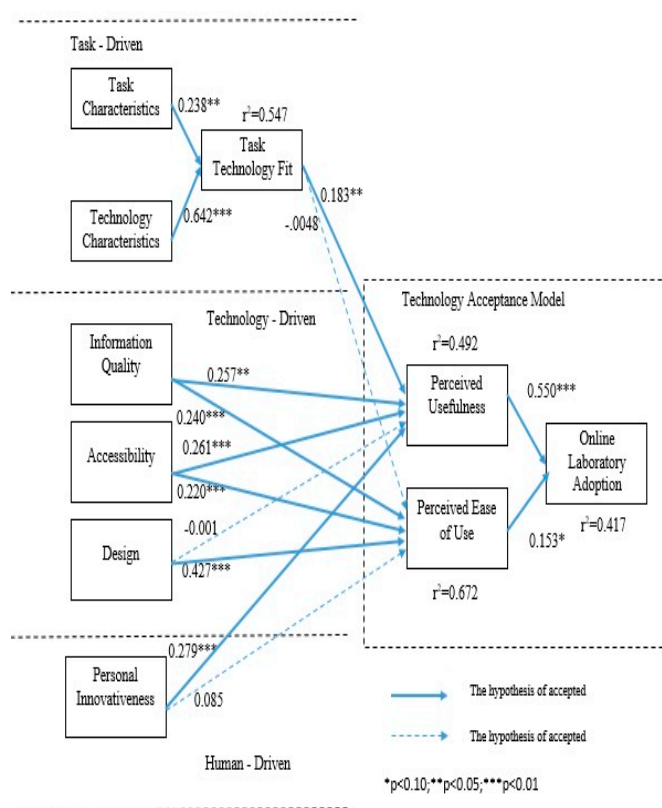 Task - Driven
Task
Characteristics
0.238**
r²=0.547
Task
Technology Fit
Technology
Characteristics
0.642***
0.183**
-.0048
Technology - Driven
Information
Quality
0.257**
0.240***
Accessibility
0.261***
0.220***
Design
-0.001
0.427***
Technology Acceptance Model
r²=0.492
Perceived
Usefulness
0.550***
Online
Laboratory
Adoption
r²=0.417
Perceived Ease
of Use
0.153*
r²=0.672
Personal
Innovativeness
0.279***
0.085
Human - Driven
The hypothesis of accepted
The hypothesis of accepted
*p<0.10;**p<0.05;***p<0.01